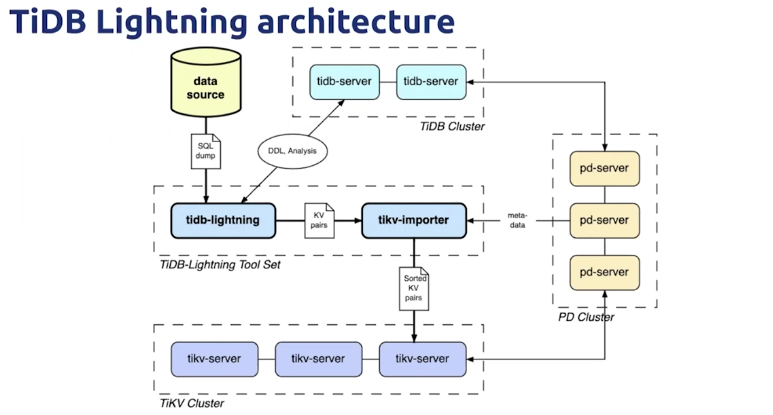 TiDB Lightning architecture
data
source
tidb-server
tidb-server
TiDB Cluster
SQL
dump
DDL, Analysis
pd-server
pd-server
pd-server
PD Cluster
tidb-lightning
KV
pairs
tikv-importer
meta-
data
TiDB-Lightning Tool Set
Sorted
KV
pairs
tikv-server
tikv-server
tikv-server
TiKV Cluster